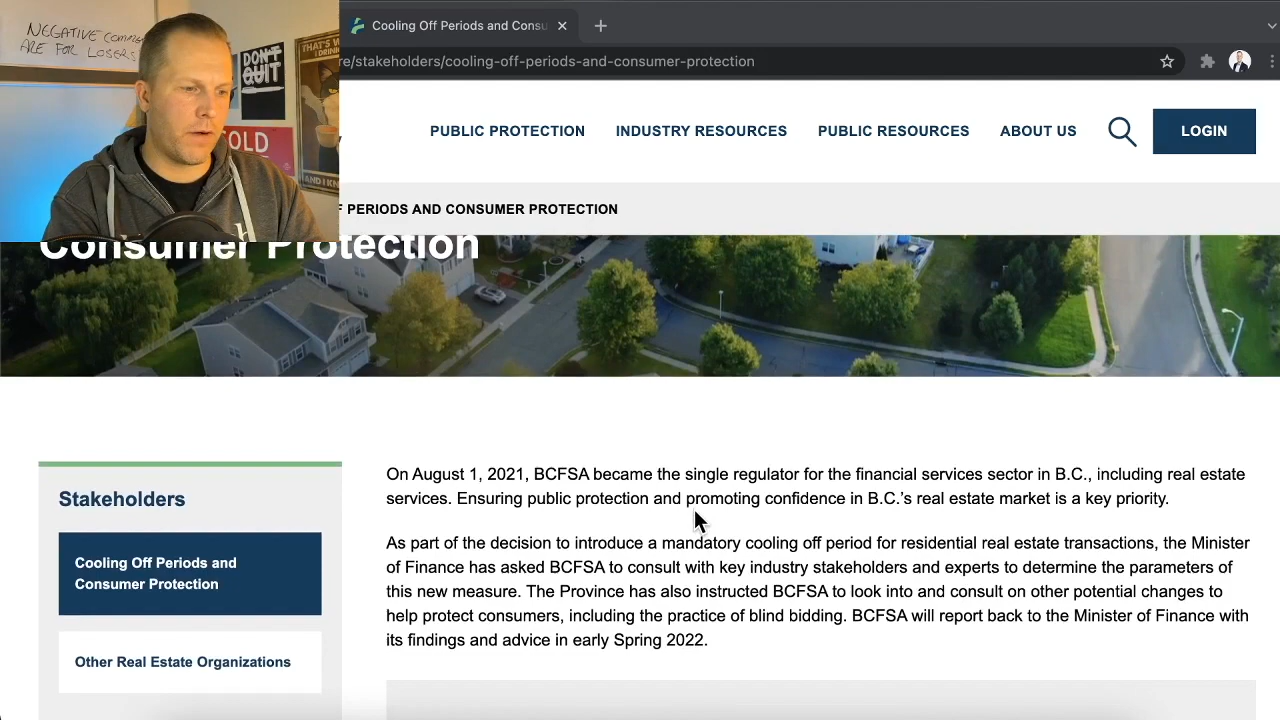 NEGATIVE
ARE FOR LOSERS
DON'T
QUIT
THAT'S W
I DRIN
AND I KN
OLD
Cooling Off Periods and Consu
re/stakeholders/cooling-off-periods-and-consumer-protection
PUBLIC PROTECTION
INDUSTRY RESOURCES
PUBLIC RESOURCES
ABOUT US
LOGIN
F PERIODS AND CONSUMER PROTECTION
Consumer Protection
Stakeholders
Cooling Off Periods and
Consumer Protection
Other Real Estate Organizations
On August 1, 2021, BCFSA became the single regulator for the financial services sector in B.C., including real estate
services. Ensuring public protection and promoting confidence in B.C.’s real estate market is a key priority.
As part of the decision to introduce a mandatory cooling off period for residential real estate transactions, the Minister
of Finance has asked BCFSA to consult with key industry stakeholders and experts to determine the parameters of
this new measure. The Province has also instructed BCFSA to look into and consult on other potential changes to
help protect consumers, including the practice of blind bidding. BCFSA will report back to the Minister of Finance with
its findings and advice in early Spring 2022.